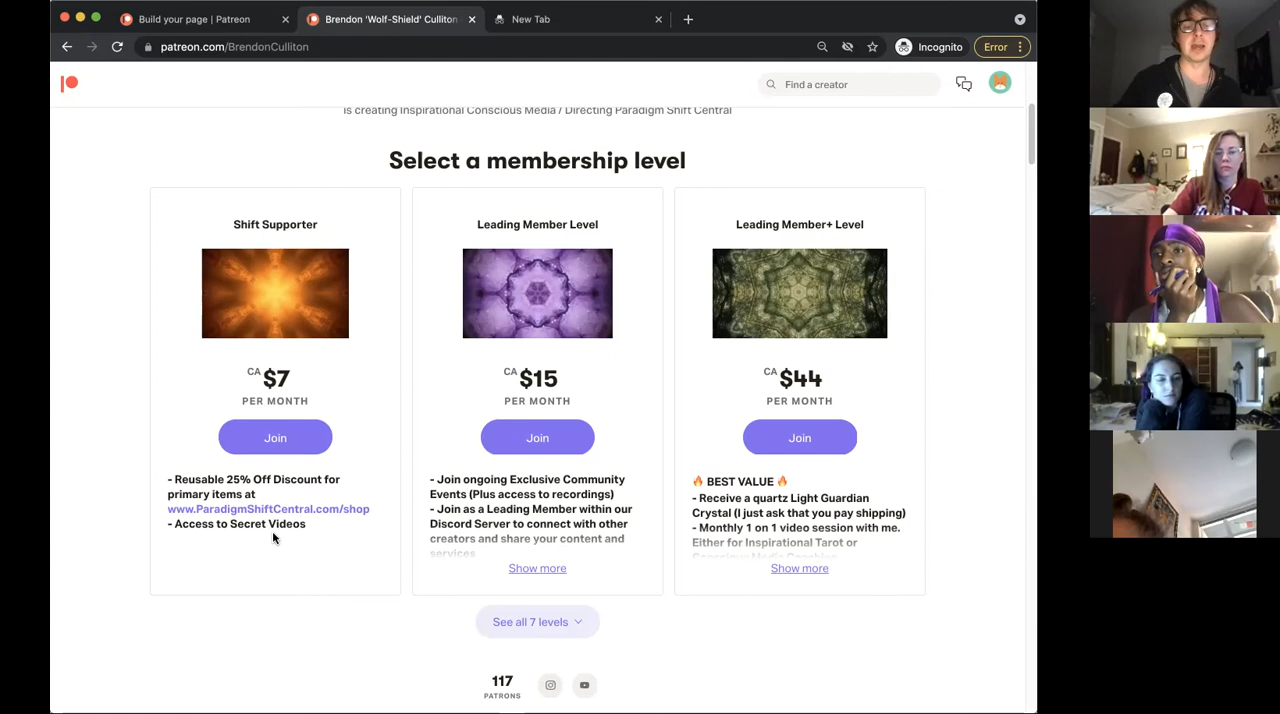 Build your page | Patreon
Brendon 'Wolf-Shield' Culliton
New Tab
patreon.com/BrendonCulliton
Incognito
Error
Find a creator
is creating Inspirational Conscious Media / Directing Paradigm Shift Central
Select a membership level
Shift Supporter
CA $7
PER MONTH
Join
- Reusable 25% Off Discount for
primary items at
www.ParadigmShiftCentral.com/shop
- Access to Secret Videos
Leading Member Level
CA $15
PER MONTH
Join
- Join ongoing Exclusive Community
Events (Plus access to recordings)
- Join as a Leading Member within our
Discord Server to connect with other
creators and share your content and
services
Show more
Leading Member+ Level
CA $44
PER MONTH
Join
🔥 BEST VALUE 🔥
- Receive a quartz Light Guardian
Crystal (I just ask that you pay shipping)
- Monthly 1 on 1 video session with me.
Either for Inspirational Tarot or
Conscious Media Coaching
Show more
See all 7 levels
117
PATRONS